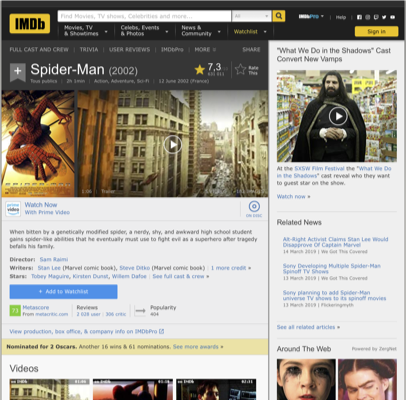 IMDb
Find Movies, TV shows, Celebrities and more...
All
IMDbPro
Help
Movies, TV & Showtimes
Celebs, Events & Photos
News & Community
Watchlist
Sign in
FULL CAST AND CREW | TRIVIA | USER REVIEWS | IMDbPro | MORE
SHARE
Spider-Man (2002)
7,3
Rate This
Tous publics | 2h 1min | Action, Adventure, Sci-Fi | 12 June 2002 (France)
2:06 | Trailer
Watch Now
With Prime Video
ON DISC
When bitten by a genetically modified spider, a nerdy, shy, and awkward high school student
gains spider-like abilities that he eventually must use to fight evil as a superhero after tragedy
befalls his family.
Director: Sam Raimi
Writers: Stan Lee (Marvel comic book), Steve Ditko (Marvel comic book) | 1 more credit »
Stars: Tobey Maguire, Kirsten Dunst, Willem Dafoe | See full cast & crew »
+ Add to Watchlist
73
Metascore
From metacritic.com
Reviews
2 028 user | 306 critic
Popularity
404
View production, box office, & company info on IMDbPro
Nominated for 2 Oscars. Another 16 wins & 61 nominations. See more awards »
Videos
"What We Do in the Shadows" Cast
Convert New Vamps
At the SXSW Film Festival the "What We Do
in the Shadows" cast reveal who they want
to guest star on the show.
Watch now »
Related News
Alt-Right Activist Claims Stan Lee Would
Disapprove Of Captain Marvel
14 March 2019 | We Got This Covered
Sony Developing Multiple Spider-Man
Spinoff TV Shows
13 March 2019 | We Got This Covered
Sony planning to add Spider-Man
universe TV shows to its spinoff movies
13 March 2019 | Flickeringmyth
See all related articles »
Around The Web
Powered by ZergNet